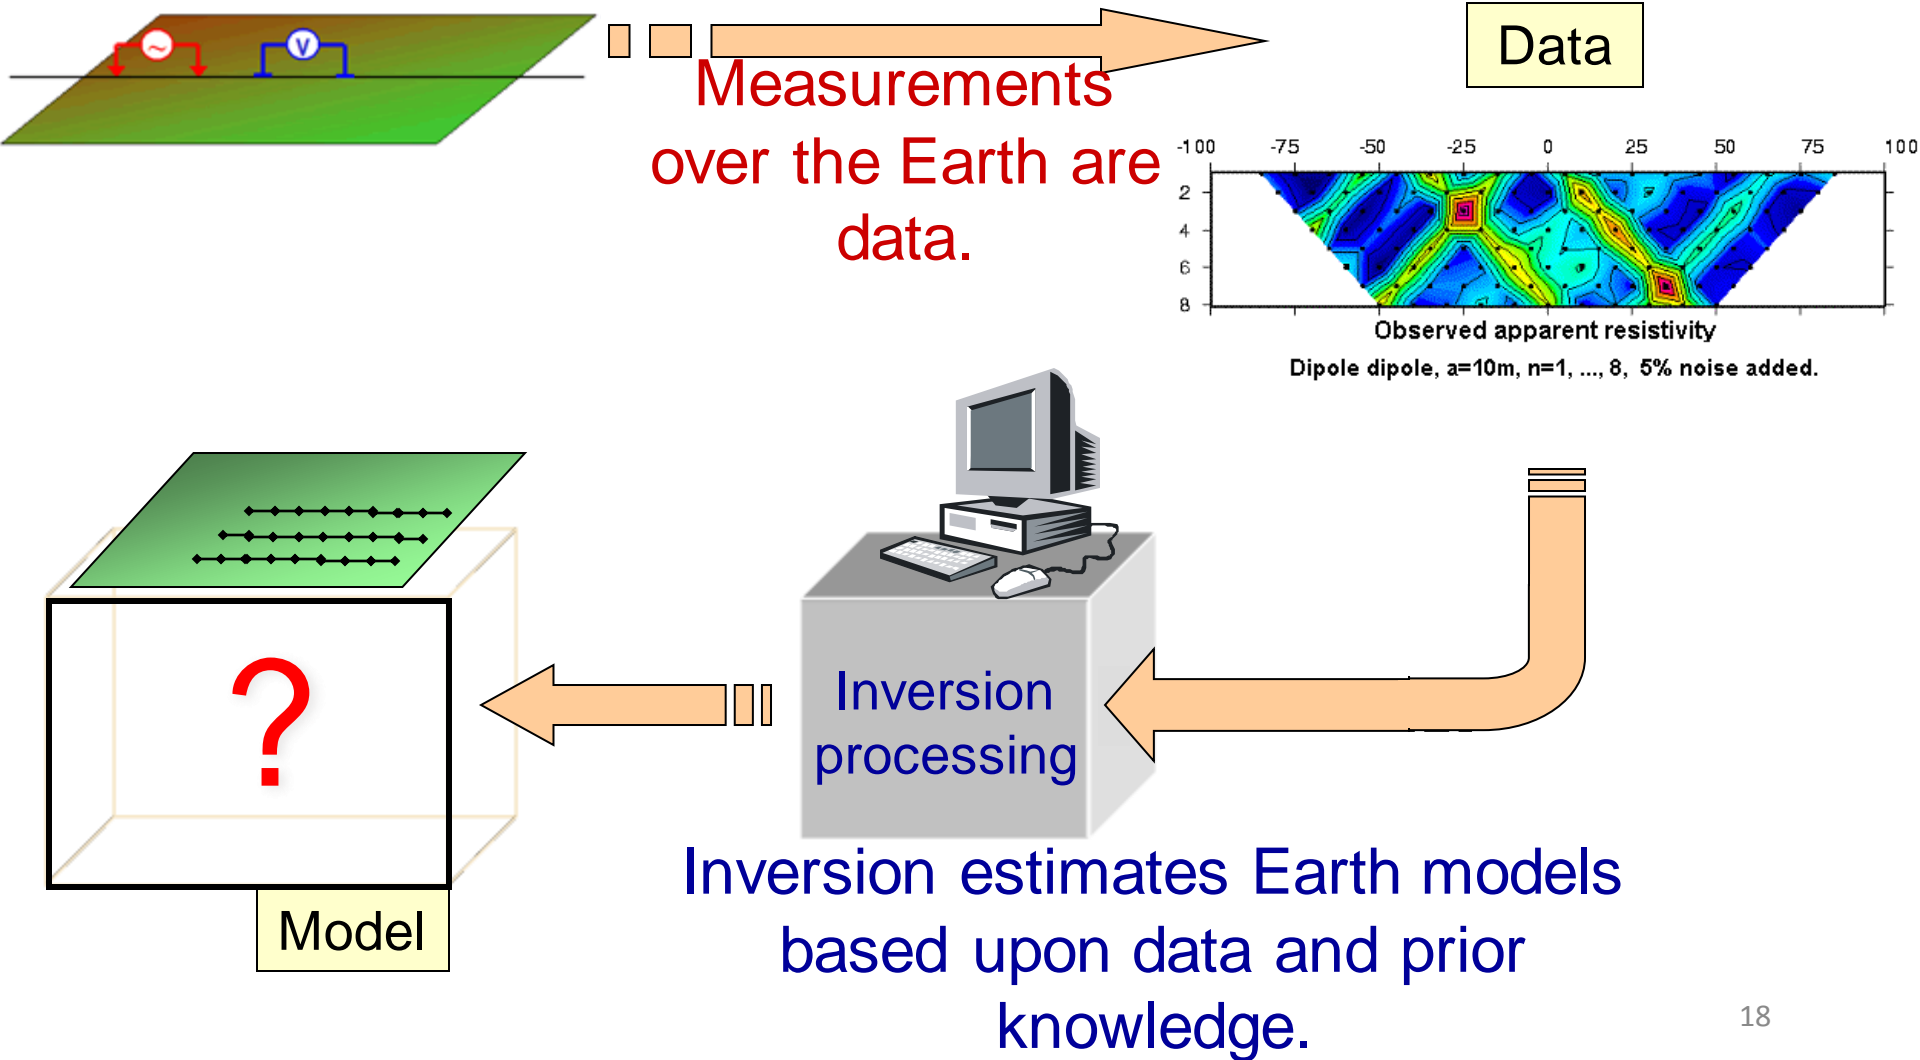 ~
V
Data
Measurements
over the Earth are
data.
-100 -75 -50 -25 0 25 50 75 100
2
4
6
8
Observed apparent resistivity
Dipole dipole, a=10m, n=1, ..., 8, 5% noise added.
?
Inversion
processing
Model
Inversion estimates Earth models
based upon data and prior
knowledge.
18